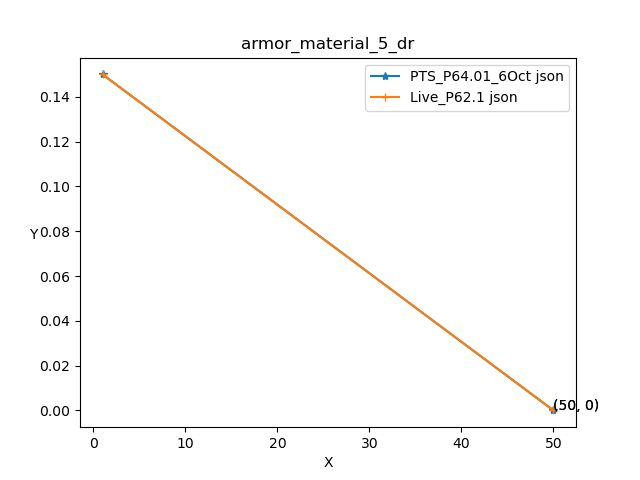 armor_material_5_dr
PTS_P64.01_6Oct json
Live_P62.1 json
0.14
0.12
0.10
0.08
0.06
0.04
0.02
0.00
Y
(50, 0)
0 10 20 30 40 50
X